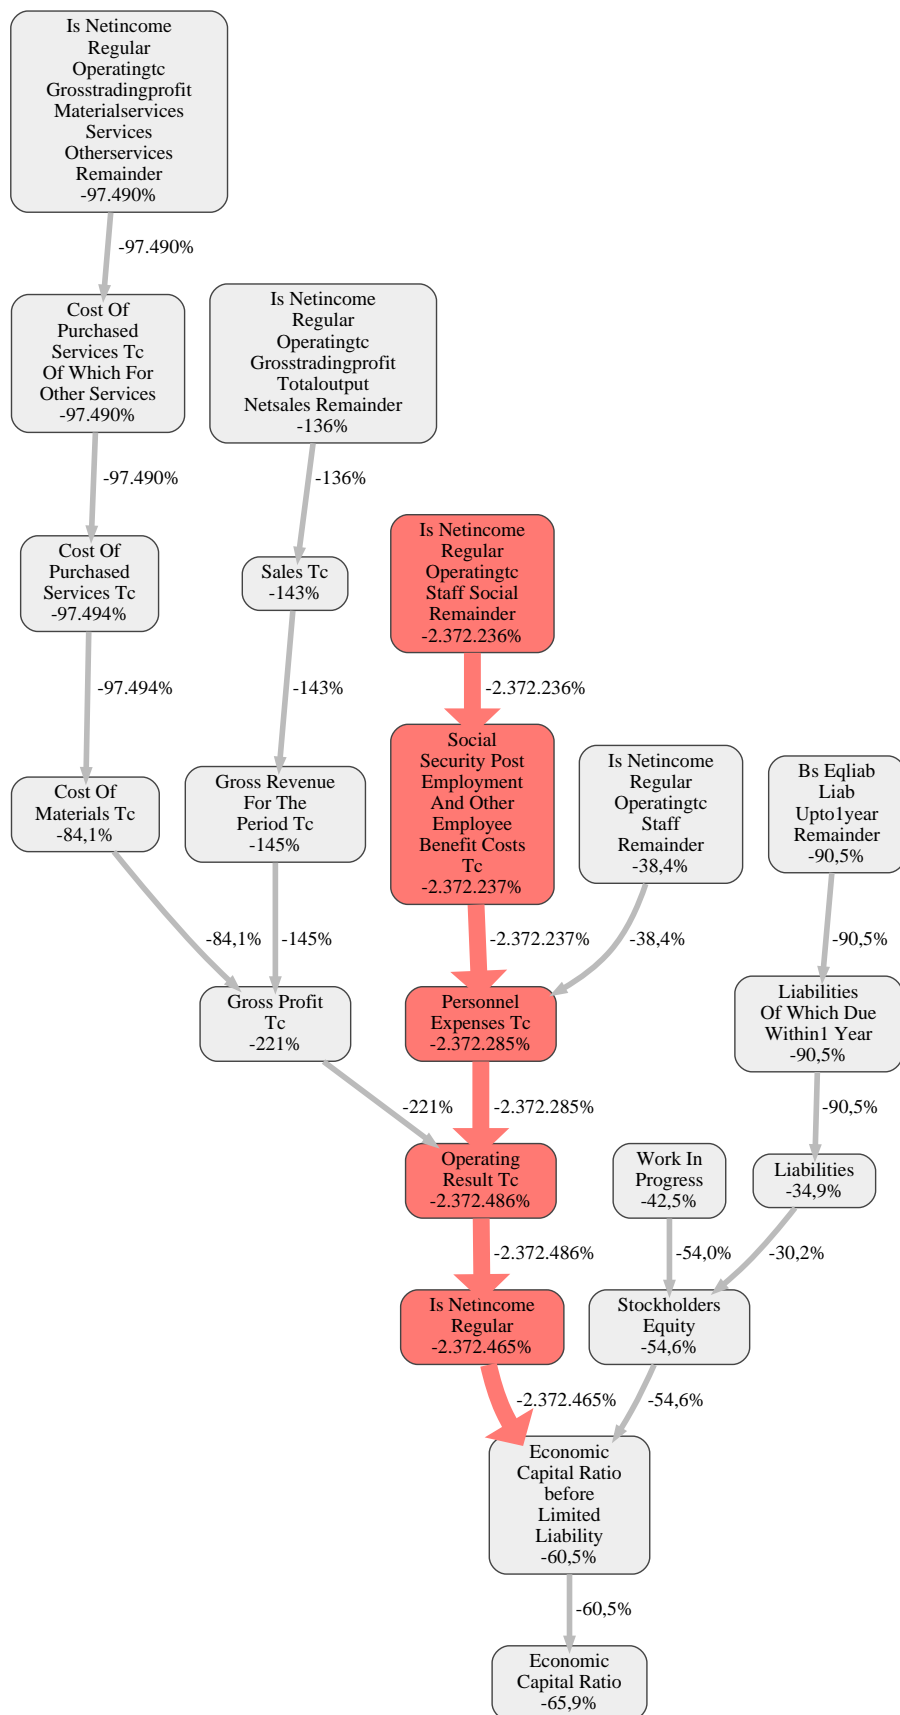 Is Netincome
Regular
Operatingtc
Grosstradingprofit
Materialservices
Services
Otherservices
Remainder
-97.490%
-97.490%
Cost Of
Purchased
Services Tc
Of Which For
Other Services
-97.490%
Is Netincome
Regular
Operatingtc
Grosstradingprofit
Totaloutput
Netsales Remainder
-136%
-97.490%
-136%
Cost Of
Purchased
Services Tc
-97.494%
Sales Tc
-143%
Is Netincome
Regular
Operatingtc
Staff Social
Remainder
-2.372.236%
-97.494%
-143%
-2.372.236%
Cost Of
Materials Tc
-84,1%
Gross Revenue
For The
Period Tc
-145%
Social
Security Post
Employment
And Other
Employee
Benefit Costs
Tc
-2.372.237%
Is Netincome
Regular
Operatingtc
Staff
Remainder
-38,4%
Bs Eqliab
Liab
Upto1year
Remainder
-90,5%
-84,1%
-145%
-2.372.237%
-38,4%
-90,5%
Gross Profit
Tc
-221%
Personnel
Expenses Tc
-2.372.285%
Liabilities
Of Which Due
Within1 Year
-90,5%
-221%
-2.372.285%
-90,5%
Operating
Result Tc
-2.372.486%
Work In
Progress
-42,5%
Liabilities
-34,9%
-2.372.486%
-54,0%
-30,2%
Is Netincome
Regular
-2.372.465%
Stockholders
Equity
-54,6%
-2.372.465%
-54,6%
Economic
Capital Ratio
before
Limited
Liability
-60,5%
-60,5%
Economic
Capital Ratio
-65,9%